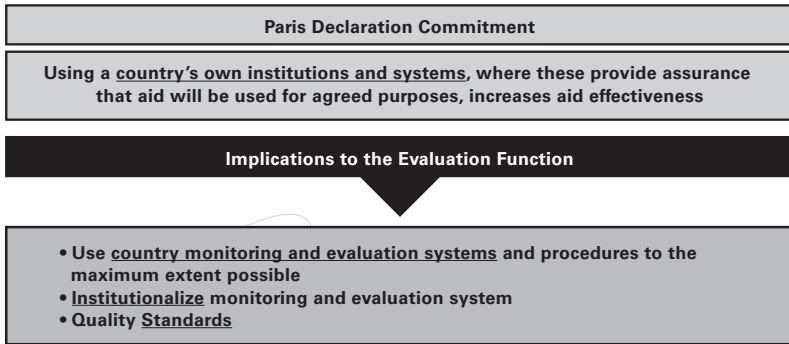 Paris Declaration Commitment
Using a country's own institutions and systems, where these provide assurance
that aid will be used for agreed purposes, increases aid effectiveness
Implications to the Evaluation Function
• Use country monitoring and evaluation systems and procedures to the
maximum extent possible
• Institutionalize monitoring and evaluation system
• Quality Standards